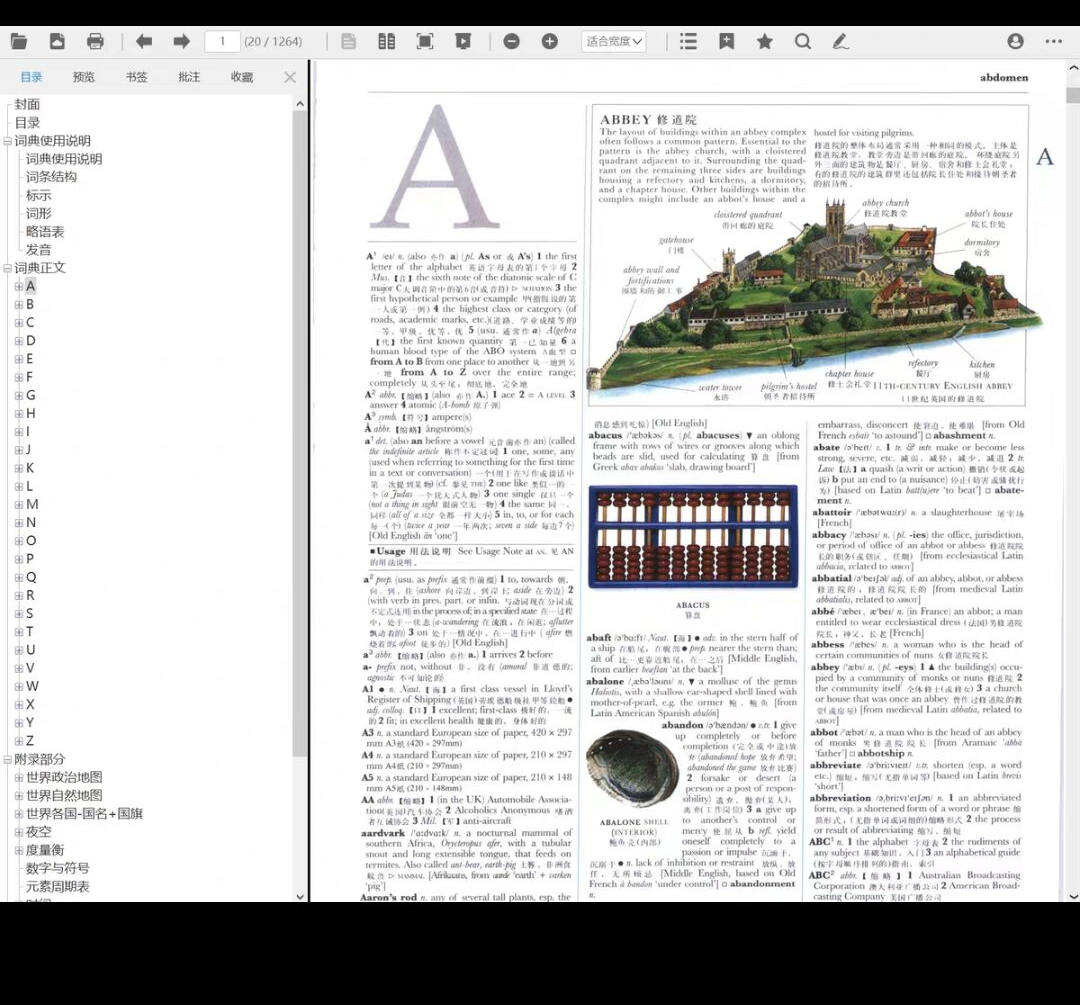 1
(20 / 1264)
适合宽度
目录
预览
书签
批注
收藏
封面
目录
词典使用说明
词典使用说明
词条结构
标示
词形
略语表
发音
词典正文
A
B
C
D
E
F
G
H
I
J
K
L
M
N
O
P
Q
R
S
T
U
V
W
X
Y
Z
附录部分
世界政治地图
世界自然地图
世界各国-国名+国旗
夜空
度量衡
数字与符号
元素周期表
abdomen
A
A¹ /eɪ/ n. (also 亦作 a) (pl. As or 或 A's) 1 the first
letter of the alphabet 英语字母表的第1个字母 2
Mus. 【音】 the sixth note of the diatonic scale of C
major C大调音阶中的第6音(或音符) ▷ NOTATION 3 the
first hypothetical person or example 甲(指假设的第
一人或第一例) 4 the highest class or category (of
roads, academic marks, etc.)(道路、学业成绩等的)
一等, 甲级, 优等, 优 5 (usu. 通常作 a) Algebra
【代】 the first known quantity 第一已知量 6 a
human blood type of the ABO system A血型 □
from A to B from one place to another 从一地到另
一地 from A to Z over the entire range;
completely 从头至尾; 彻底地, 完全地
A² abbr. 【缩略】 (also 亦作 A.) 1 ace 2 = A LEVEL 3
answer 4 atomic (A-bomb 原子弹)
A³ symb. 【符号】 ampere(s)
Å abbr. 【缩略】 ångström(s)
a¹ det. (also an before a vowel 元音前亦作 an) (called
the indefinite article 称作不定冠词) 1 one, some, any
(used when referring to something for the first time
in a text or conversation) 一个(用于在写作或谈话中
第一次提到某物) (cf. 参见 THE) 2 one like 类似一的一
个 (a Judas 一个犹大式人物) 3 one single 仅只一个
(not a thing in sight 眼前空无一物) 4 the same 同一,
同样 (all of a size 全都一样大小) 5 in, to, or for each
每一(个) (twice a year 一年两次; seven a side 每边7个)
[Old English ān 'one']
■ Usage 用法说明 See Usage Note at AN. 见 AN
的用法说明。
a² prep. (usu. as prefix 通常作前缀) 1 to, towards 朝,
向, 到, 往 (ashore 向岸边, 到岸上; aside 在旁边) 2
(with verb in pres. part. or infin. 与动词现在分词或
不定式连用) in the process of; in a specified state 在…过程
中; 处于…状态 (a-wandering 在流浪; a在闲逛; aflutter
飘动着的) 3 on 处于…情况中, 在…进行中 ( afire 燃
烧着的; afoot 徒步的) [Old English]
a³ abbr. 【缩略】 (also 亦作 a.) 1 arrives 2 before
a- prefix not, without 非, 没有 (amoral 非道德的;
agnostic 不可知论的)
A1 ● n. Naut. 【海】 a first class vessel in Lloyd's
Register of Shipping (英国)劳埃德船级社甲等轮船 ●
adj. colloq. 【口】 1 excellent; first-class 极好的, 一流
的 2 fit; in excellent health 健康的, 身体好的
A3 n. a standard European size of paper, 420 × 297
mm A3纸 (420 × 297mm)
A4 n. a standard European size of paper, 210 × 297
mm A4纸 (210 × 297mm)
A5 n. a standard European size of paper, 210 × 148
mm A5纸 (210 × 148mm)
AA abbr. 【缩略】 1 (in the UK) Automobile Associa-
tion(英国)汽车协会 2 Alcoholics Anonymous 嗜酒
者互诫协会 3 Mil. 【军】 anti-aircraft
aardvark /'ɑːdvɑːk/ n. a nocturnal mammal of
southern Africa, Orycteropus afer, with a tubular
snout and long extensible tongue, that feeds on
termites. Also called ant-bear, earth-pig 土豚, 非洲食
蚁兽 ▷ MAMMAL [Afrikaans, from aarde 'earth' + varken
'pig']
Aaron's rod n. any of several tall plants, esp. the
ABBEY 修道院
The layout of buildings within an abbey complex
often follows a common pattern. Essential to the
pattern is the abbey church, with a cloistered
quadrant adjacent to it. Surrounding the quad-
rant on the remaining three sides are buildings
housing a refectory and kitchens, a dormitory,
and a chapter house. Other buildings within the
complex might include an abbot's house and a
hostel for visiting pilgrims.
修道院的整体布局通常采用一种相同的模式。主体是
修道院教堂, 教堂旁边是带回廊的庭院。环绕庭院另
外三面的建筑物是餐厅、厨房、宿舍和修士会礼堂;
有的修道院的建筑群里还包括院长住处和接待朝圣者
的招待所。
A
abbey church
修道院教堂
cloistered quadrant
带回廊的庭院
abbot's house
院长住处
gatehouse
门楼
dormitory
宿舍
abbey wall and
fortifications
围墙和防御工事
refectory
餐厅
kitchen
厨房
chapter house
修士会礼堂
water tower
水塔
pilgrim's hostel
朝圣者招待所
11TH-CENTURY ENGLISH ABBEY
11世纪英国的修道院
消息感到吃惊) [Old English]
abacus /'æbəkəs/ n. (pl. abacuses) ▼ an oblong
frame with rows of wires or grooves along which
beads are slid, used for calculating 算盘 [from
Greek abax abakos 'slab, drawing board']
ABACUS
算盘
abaft /ə'bɑːft/ Naut. 【海】 ● adv. in the stern half of
a ship 在船尾, 在艉部 ● prep. nearer the stern than;
aft of 比…更靠近船尾; 在…之后 [Middle English,
from earlier beæftan 'at the back']
abalone /ˌæbə'ləʊnɪ/ n. ▼ a mollusc of the genus
Haliotis, with a shallow ear-shaped shell lined with
mother-of-pearl, e.g. the ormer 鲍, 鲍鱼 [from
Latin American Spanish abulón]
ABALONE SHELL
(INTERIOR)
鲍鱼壳(内部)
abandon /ə'bændən/ ● v.tr. 1 give
up completely or before
completion (完全或中途)放
弃 (abandoned hope 放弃希望;
abandoned the game 放弃比赛)
2 forsake or desert (a
person or a post of respon-
sibility) 遗弃, 抛弃(某人),
离弃(工作岗位) 3 a give up
to another's control or
mercy 使屈从 b refl. yield
oneself completely to a
passion or impulse 沉湎于,
沉溺于 ● n. lack of inhibition or restraint 放纵, 放
任, 无所顾忌 [Middle English, based on Old
French à bandon 'under control'] □ abandonment
n.
embarrass, disconcert 使窘迫, 使难堪 [from Old
French esbair 'to astound'] □ abashment n.
abate /ə'beɪt/ v. 1 tr. & intr. make or become less
strong, severe, etc. 减弱, 减轻; 减少, 减退 2 tr.
Law 【法】 a quash (a writ or action) 撤销(令状或起
诉) b put an end to (a nuisance) 停止(妨害或骚扰行
为) [based on Latin batt(u)ere 'to beat'] □ abate-
ment n.
abattoir /'æbətwɑː(r)/ n. a slaughterhouse 屠宰场
[French]
abbacy /'æbəsɪ/ n. (pl. -ies) the office, jurisdiction,
or period of office of an abbot or abbess 修道院院
长的职务(或辖区、任期) [from ecclesiastical Latin
abbacia, related to ABBOT]
abbatial /ə'beɪʃəl/ adj. of an abbey, abbot, or abbess
修道院的; 修道院院长的 [from medieval Latin
abbatialis, related to ABBOT]
abbé /'æbeɪ, æ'beɪ/ n. (in France) an abbot; a man
entitled to wear ecclesiastical dress (法国)男修道院
院长; 神父, 长老 [French]
abbess /'æbes/ n. a woman who is the head of
certain communities of nuns 女修道院院长
abbey /'æbɪ/ n. (pl. -eys) 1 ▲ the building(s) occu-
pied by a community of monks or nuns 修道院 2
the community itself 全体修士(或修女) 3 a church
or house that was once an abbey 曾作过修道院的教
堂(或房屋) [from medieval Latin abbatia, related to
ABBOT]
abbot /'æbət/ n. a man who is the head of an abbey
of monks 男修道院院长 [from Aramaic 'abbā
'father'] □ abbotship n.
abbreviate /ə'briːvɪeɪt/ v.tr. shorten (esp. a word
etc.) 缩短, 缩写(尤指单词等) [based on Latin brevis
'short']
abbreviation /əˌbriːvɪ'eɪʃən/ n. 1 an abbreviated
form, esp. a shortened form of a word or phrase 缩
简形式, (尤指单词或词组的)缩略形式 2 the process
or result of abbreviating 缩写, 缩短
ABC¹ n. 1 the alphabet 字母表 2 the rudiments of
any subject 基础知识, 入门 3 an alphabetical guide
(按字母顺序排列的)指南, 索引
ABC² abbr. 【缩略】 1 Australian Broadcasting
Corporation 澳大利亚广播公司 2 American Broad-
casting Company 美国广播公司